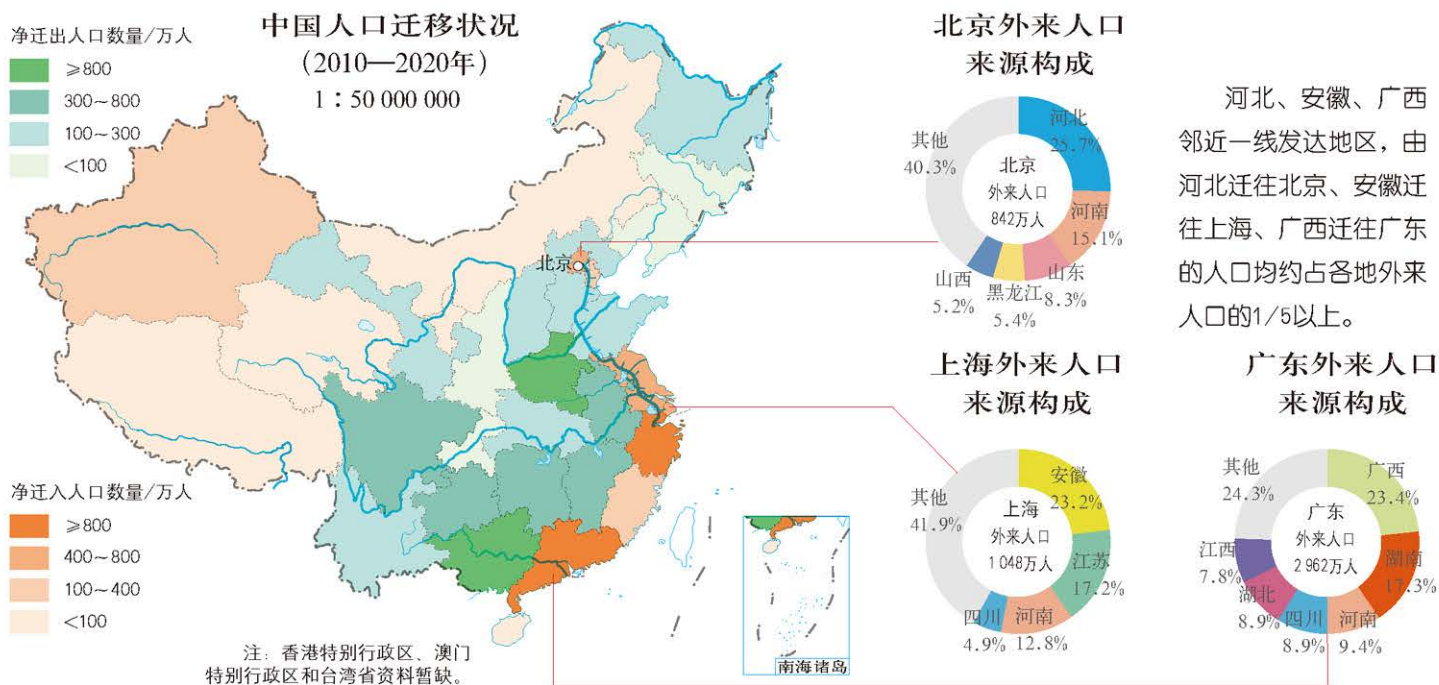 中国人口迁移状况
(2010—2020年)
1：50 000 000
净迁出人口数量/万人
≥800
300~800
100~300
<100
北京
净迁入人口数量/万人
≥800
400~800
100~400
<100
注：香港特别行政区、澳门
特别行政区和台湾省资料暂缺。
南海诸岛
北京外来人口
来源构成
河北
25.7%
河南
15.1%
山东
8.3%
黑龙江
5.4%
山西
5.2%
其他
40.3%
北京
外来人口
842万人
河北、安徽、广西
邻近一线发达地区，由
河北迁往北京、安徽迁
往上海、广西迁往广东
的人口均约占各地外来
人口的1/5以上。
上海外来人口
来源构成
安徽
23.2%
江苏
17.2%
河南
12.8%
四川
4.9%
其他
41.9%
上海
外来人口
1 048万人
广东外来人口
来源构成
广西
23.4%
湖南
17.3%
河南
9.4%
四川
8.9%
湖北
8.9%
江西
7.8%
其他
24.3%
广东
外来人口
2 962万人